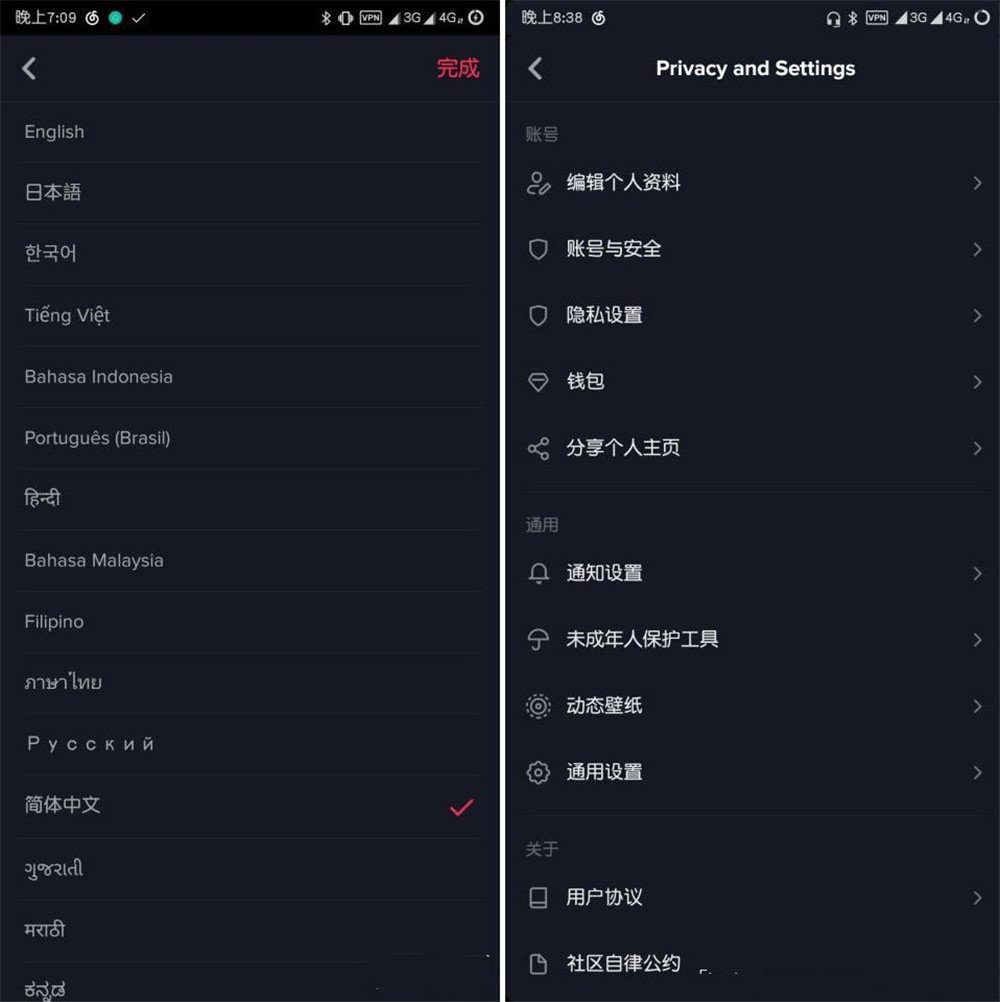 晚上7:09
VPN 3G 4G
完成
English
日本語
한국어
Tiếng Việt
Bahasa Indonesia
Português (Brasil)
हिन्दी
Bahasa Malaysia
Filipino
ภาษาไทย
Русский
简体中文
ગુજરાતી
मराठी
ಕನ್ನಡ
晚上8:38
VPN 3G 4G
Privacy and Settings
账号
编辑个人资料
账号与安全
隐私设置
钱包
分享个人主页
通用
通知设置
未成年人保护工具
动态壁纸
通用设置
关于
用户协议
社区自律公约